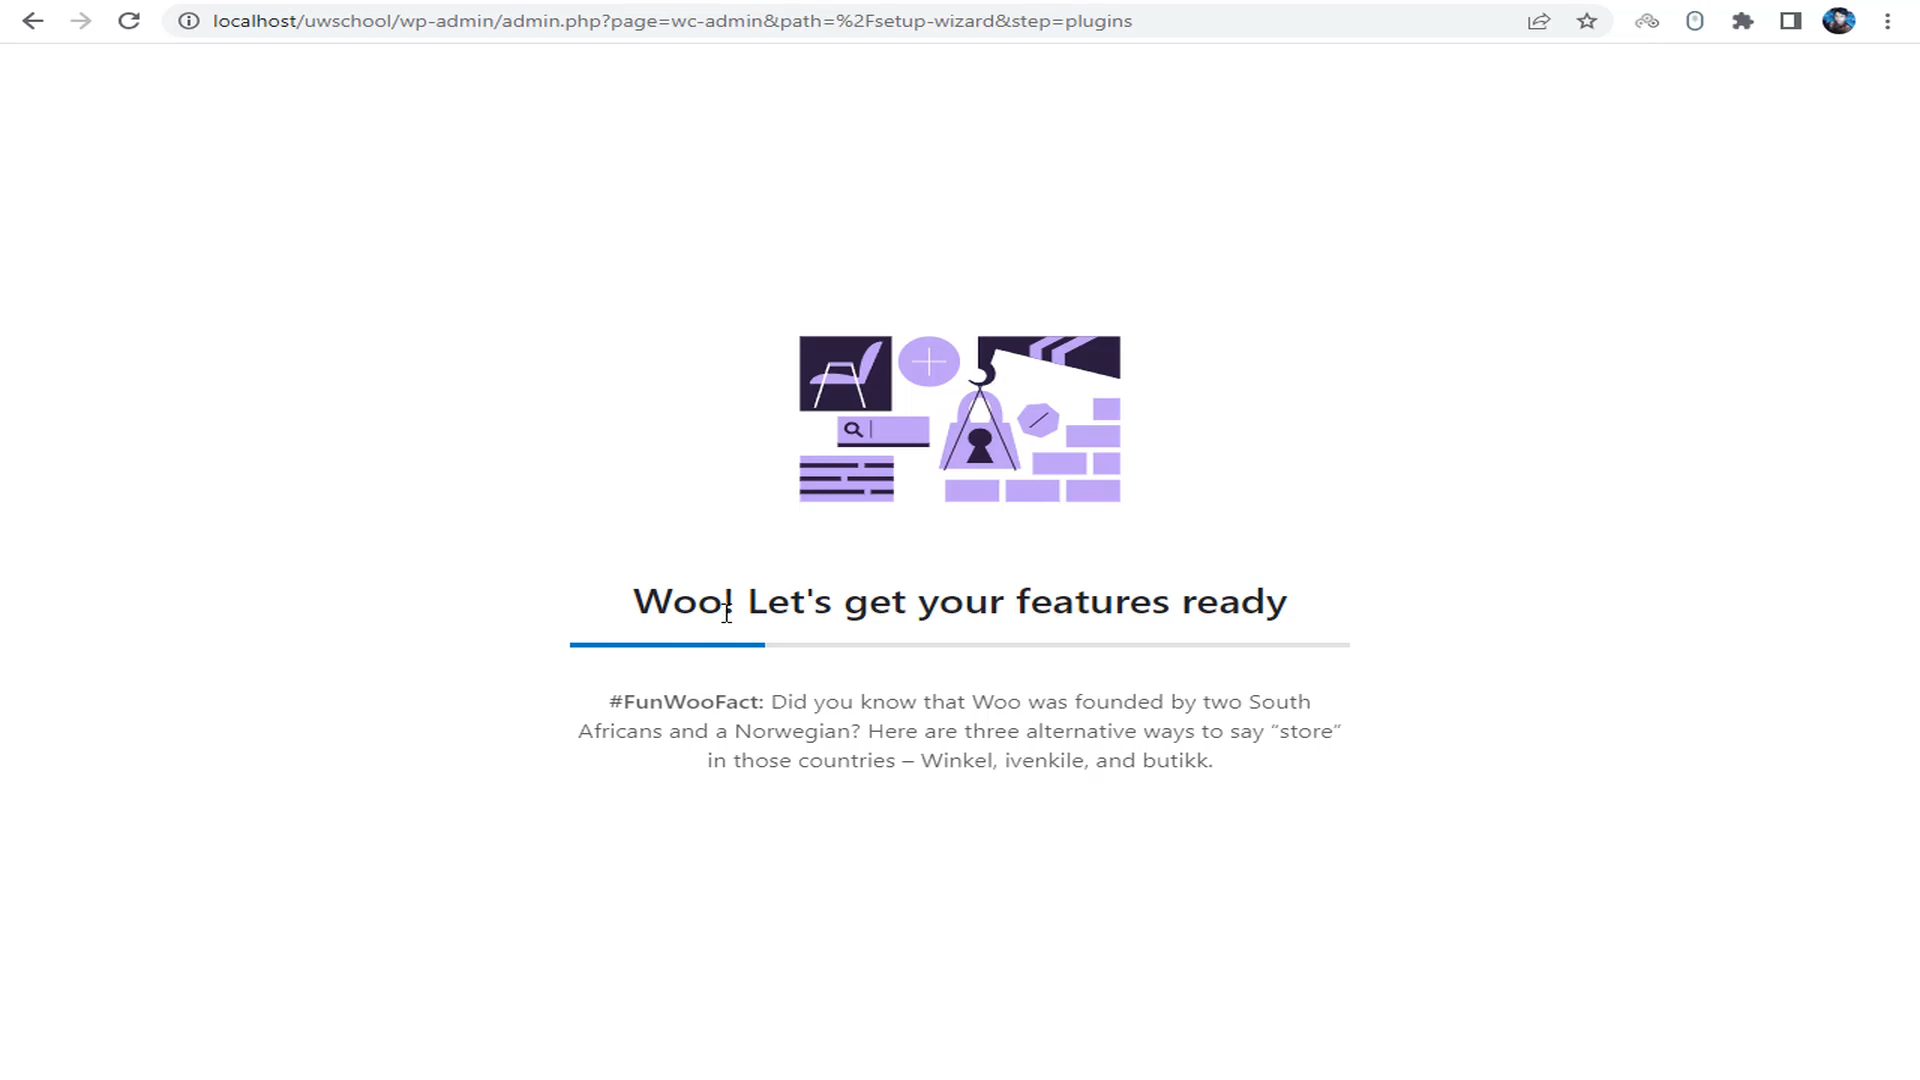 localhost/uwschool/wp-admin/admin.php?page=wc-admin&path=%2Fsetup-wizard&step=plugins
Woo! Let's get your features ready
#FunWooFact: Did you know that Woo was founded by two South
Africans and a Norwegian? Here are three alternative ways to say “store”
in those countries – Winkel, ivenkile, and butikk.